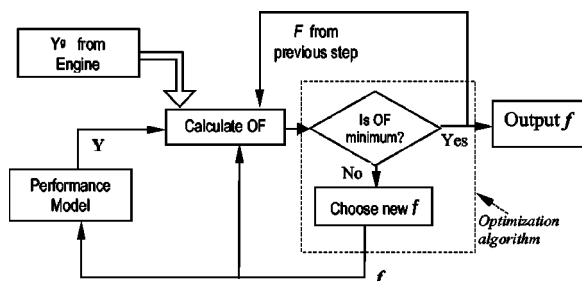 Yᵍ from
Engine
F from
previous step
Calculate OF
Is OF
minimum?
Yes
Output f
Y
No
Performance
Model
Choose new f
Optimization
algorithm
f